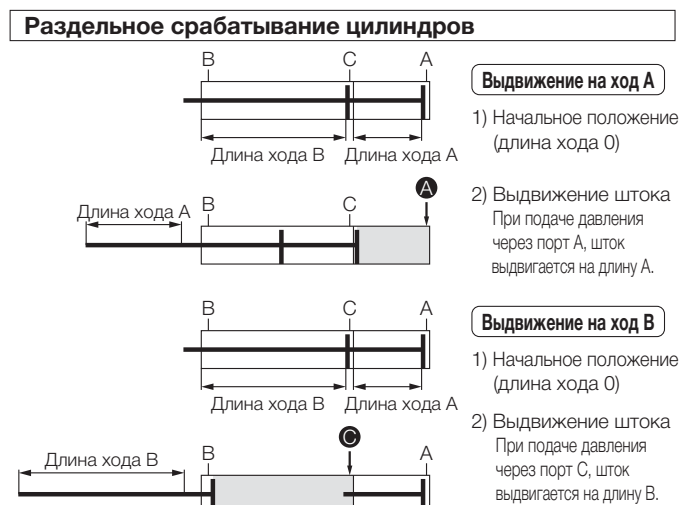 Раздельное срабатывание цилиндров
B C A
Длина хода B Длина хода A
Выдвижение на ход A
1) Начальное положение
(длина хода 0)
A
Длина хода A B C
2) Выдвижение штока
При подаче давления
через порт A, шток
выдвигается на длину A.
B C A
Длина хода B Длина хода A
Выдвижение на ход B
1) Начальное положение
(длина хода 0)
C
Длина хода B B A
2) Выдвижение штока
При подаче давления
через порт C, шток
выдвигается на длину B.